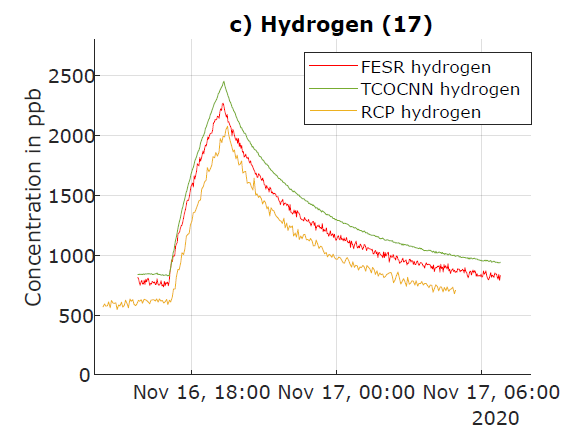 c) Hydrogen (17)
FESR hydrogen
TCOCNN hydrogen
RCP hydrogen
Concentration in ppb
2500
2000
1500
1000
500
0
Nov 16, 18:00 Nov 17, 00:00 Nov 17, 06:00
2020